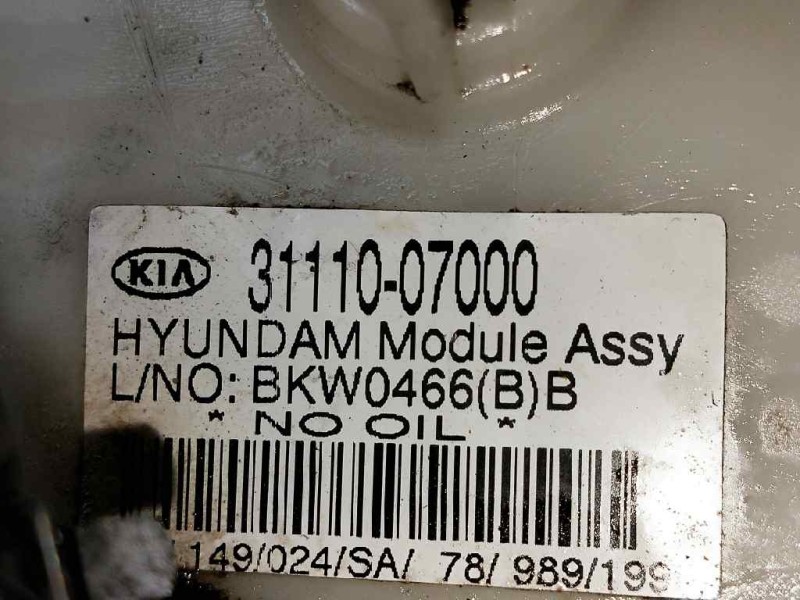 KIA 31110-07000
HYUNDAM Module Assy
L/NO: BKW0466(B)B
* NO OIL *
149/024/SA/ 78/ 989/199